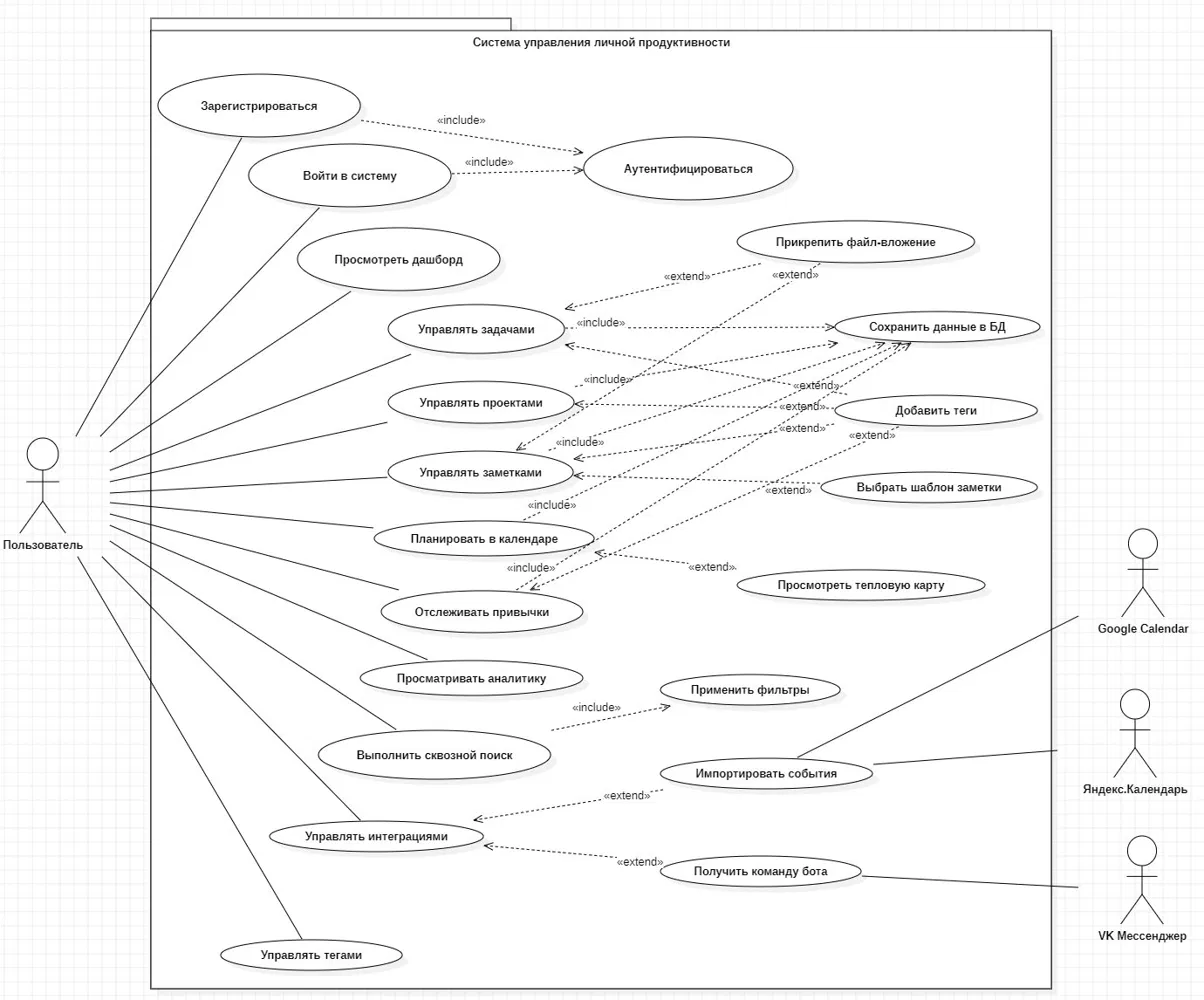 Система управления личной продуктивности
Зарегистрироваться
«include»
Войти в систему
«include»
Аутентифицироваться
Просмотреть дашборд
Прикрепить файл-вложение
«extend»
«extend»
Управлять задачами
«include»
Сохранить данные в БД
«include»
«extend»
Управлять проектами
«extend»
Добавить теги
«extend»
«extend»
«include»
Управлять заметками
«extend»
Выбрать шаблон заметки
«include»
Планировать в календаре
«include»
«extend»
Просмотреть тепловую карту
Отслеживать привычки
Пользователь
Google Calendar
Просматривать аналитику
Применить фильтры
«include»
Выполнить сквозной поиск
Импортировать события
Яндекс.Календарь
«extend»
Управлять интеграциями
«extend»
Получить команду бота
VK Мессенджер
Управлять тегами